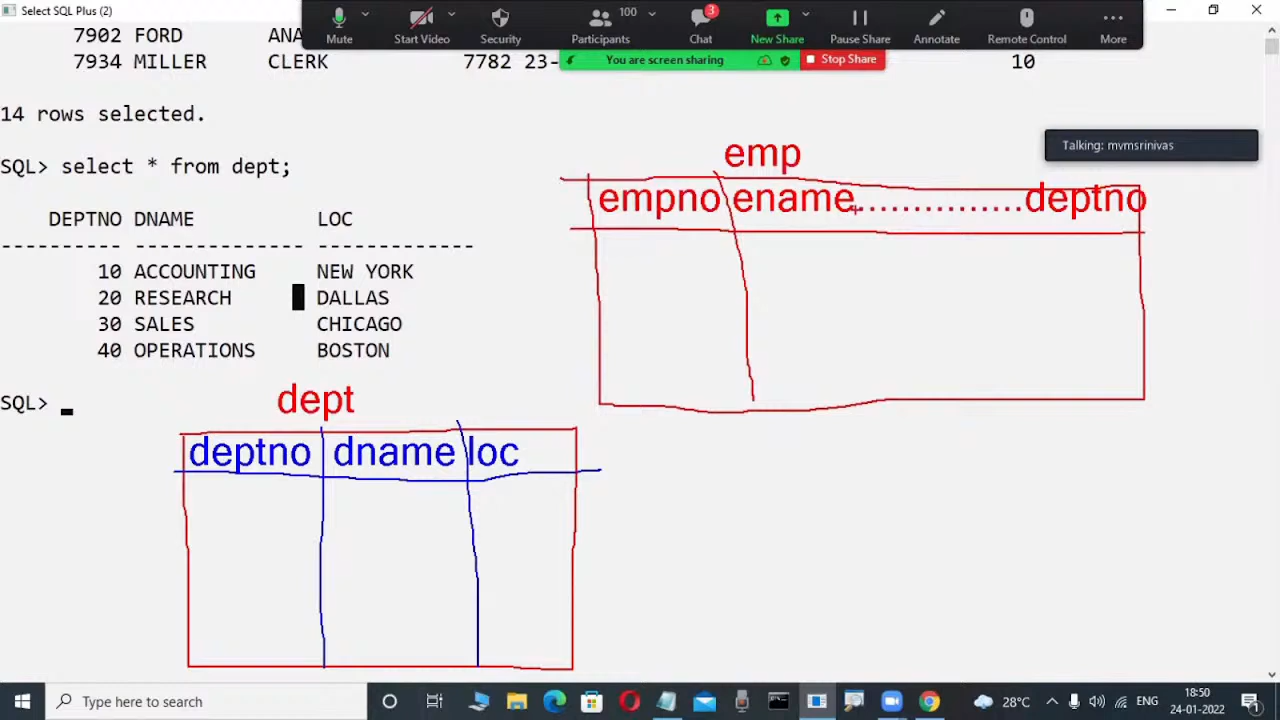 Select SQL Plus (2)
7902 FORD ANA
7934 MILLER CLERK 7782 23- 10
Mute Start Video Security Participants 100 Chat 3 New Share Pause Share Annotate Remote Control More
You are screen sharing Stop Share
14 rows selected.
Talking: mvmsrinivas
SQL> select * from dept;
emp
empno ename...............deptno
DEPTNO DNAME LOC
---------- -------------- -------------
10 ACCOUNTING NEW YORK
20 RESEARCH DALLAS
30 SALES CHICAGO
40 OPERATIONS BOSTON
SQL>
dept
deptno dname loc
Type here to search
28°C ENG 18:50
24-01-2022 1